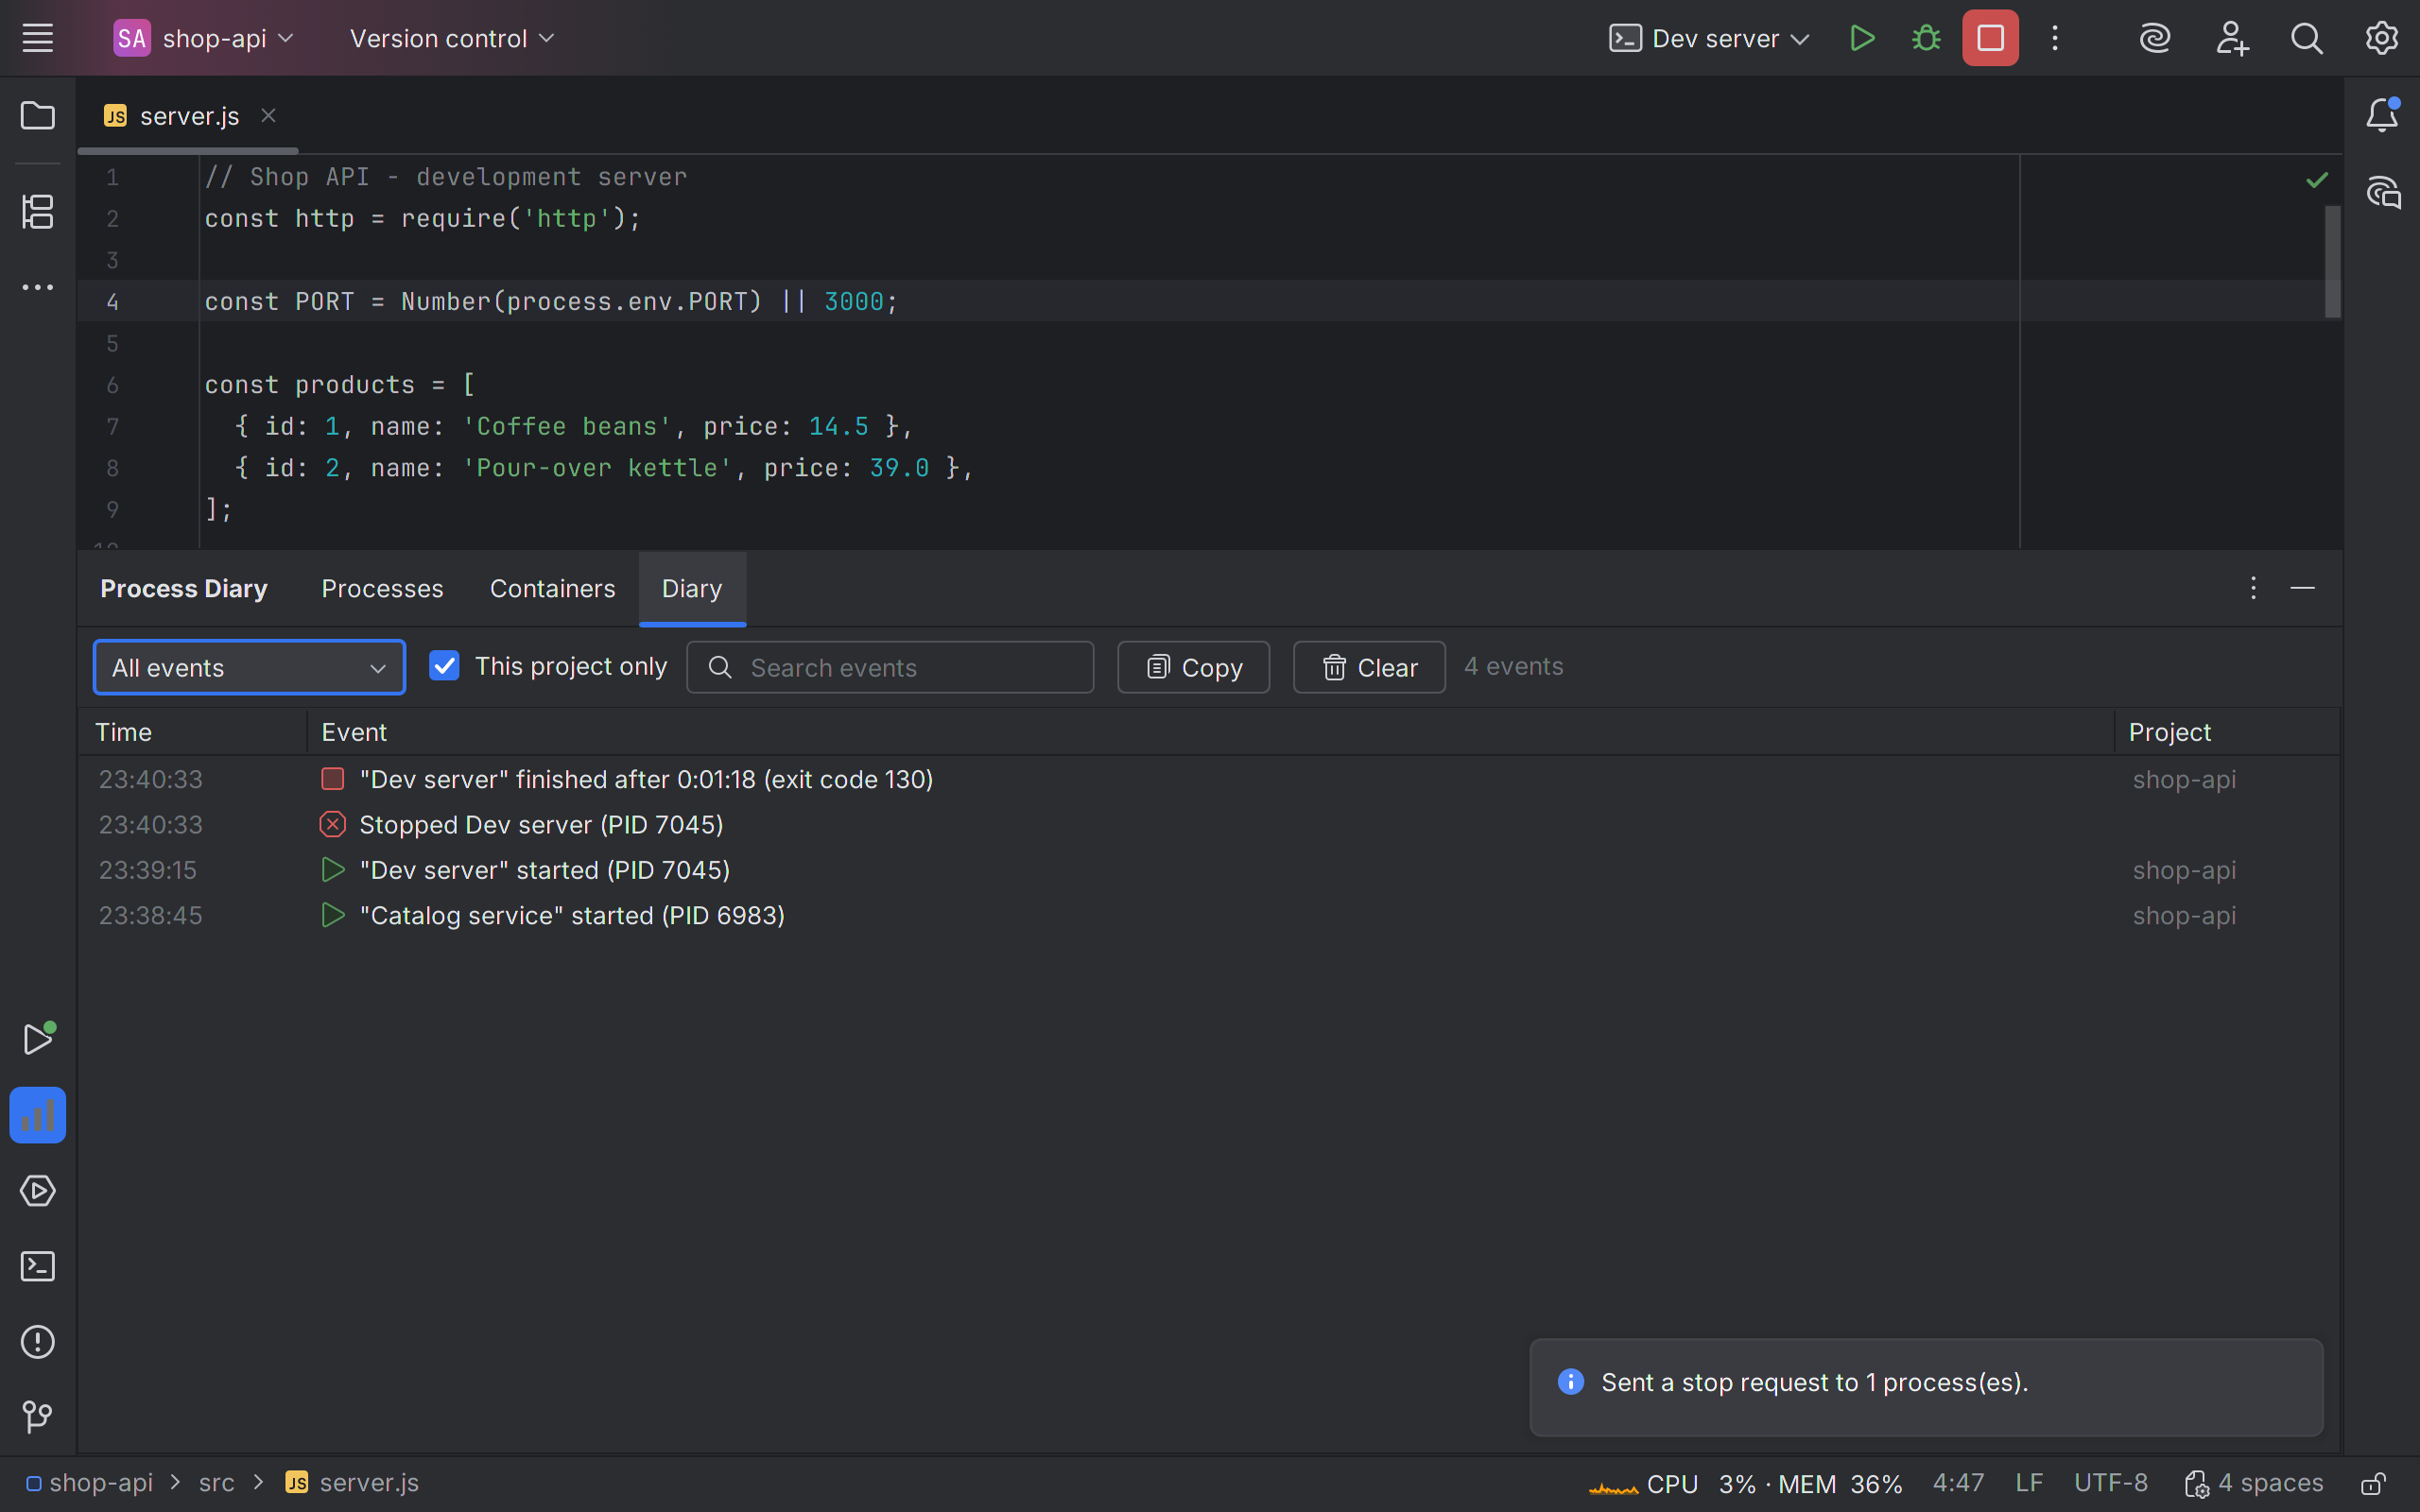 SA shop-api Version control Dev server
JS server.js
1 // Shop API - development server
2 const http = require('http');
3
4 const PORT = Number(process.env.PORT) || 3000;
5
6 const products = [
7 { id: 1, name: 'Coffee beans', price: 14.5 },
8 { id: 2, name: 'Pour-over kettle', price: 39.0 },
9 ];
10
Process Diary Processes Containers Diary
All events This project only Search events Copy Clear 4 events
Time Event Project
23:40:33 "Dev server" finished after 0:01:18 (exit code 130) shop-api
23:40:33 Stopped Dev server (PID 7045)
23:39:15 "Dev server" started (PID 7045) shop-api
23:38:45 "Catalog service" started (PID 6983) shop-api
Sent a stop request to 1 process(es).
shop-api > src > JS server.js CPU 3% · MEM 36% 4:47 LF UTF-8 4 spaces